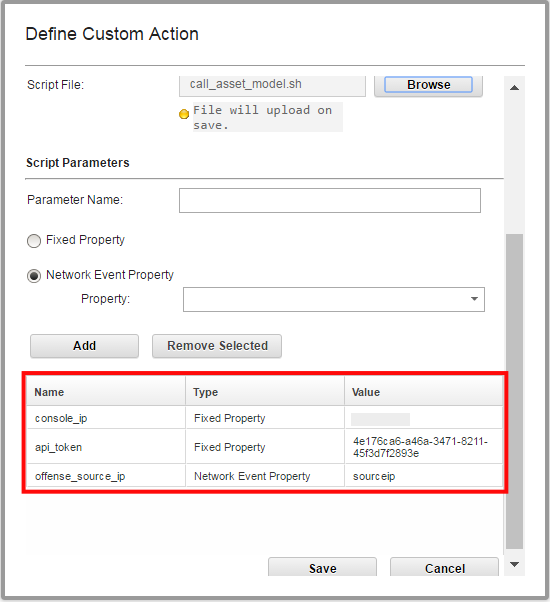 Define Custom Action
Script File: call_asset_model.sh Browse
File will upload on
save.
Script Parameters
Parameter Name:
Fixed Property
Network Event Property
Property:
Add Remove Selected
Name Type Value
console_ip Fixed Property
api_token Fixed Property 4e176ca6-a46a-3471-8211-
45f3d7f2893e
offense_source_ip Network Event Property sourceip
Save Cancel